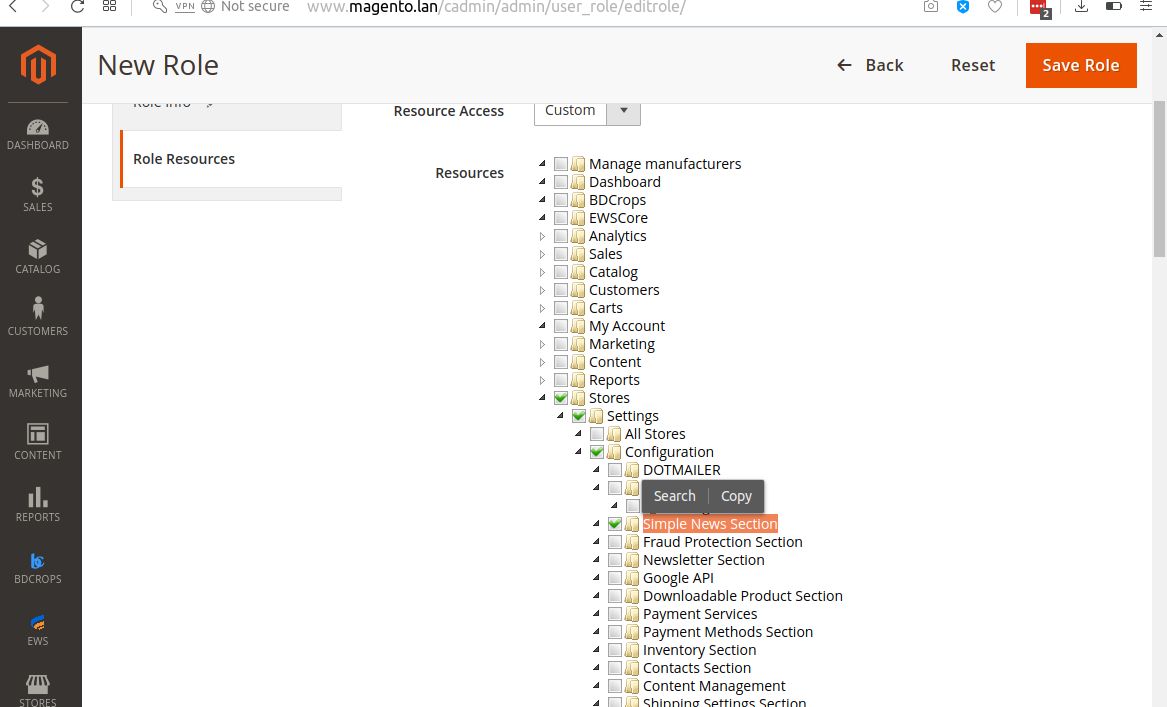 VPN Not secure www.magento.lan/cadmin/admin/user_role/editrole/
2
New Role
Back Reset Save Role
Role Info
Role Resources
Resource Access Custom
Resources
Manage manufacturers
Dashboard
BDCrops
EWSCore
Analytics
Sales
Catalog
Customers
Carts
My Account
Marketing
Content
Reports
Stores
Settings
All Stores
Configuration
DOTMAILER
Search Copy
Simple News Section
Fraud Protection Section
Newsletter Section
Google API
Downloadable Product Section
Payment Services
Payment Methods Section
Inventory Section
Contacts Section
Content Management
Shipping Settings Section
DASHBOARD
SALES
CATALOG
CUSTOMERS
MARKETING
CONTENT
REPORTS
BDCROPS
EWS
STORES